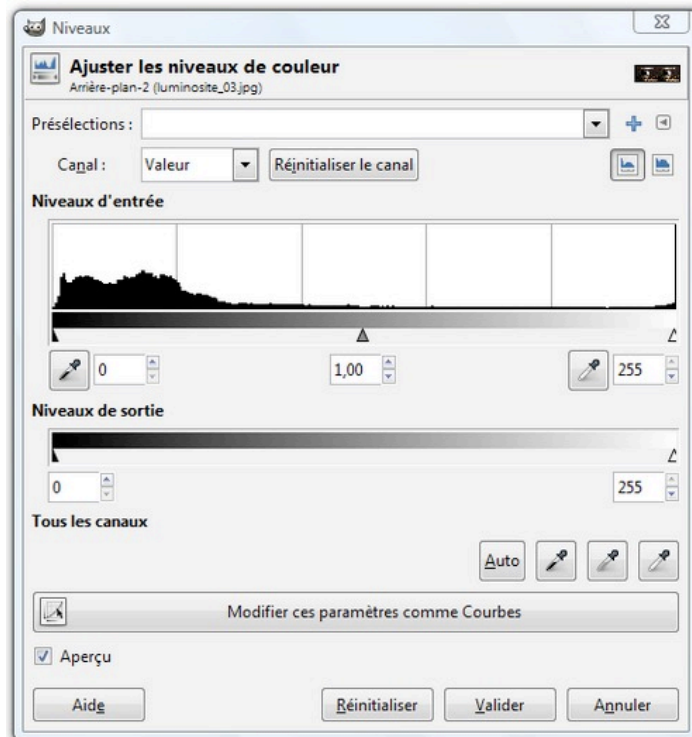 Niveaux
Ajuster les niveaux de couleur
Arrière-plan-2 (luminosite_03.jpg)
Présélections :
Canal : Valeur Réinitialiser le canal
Niveaux d'entrée
0 1,00 255
Niveaux de sortie
0 255
Tous les canaux
Auto
Modifier ces paramètres comme Courbes
Aperçu
Aide Réinitialiser Valider Annuler